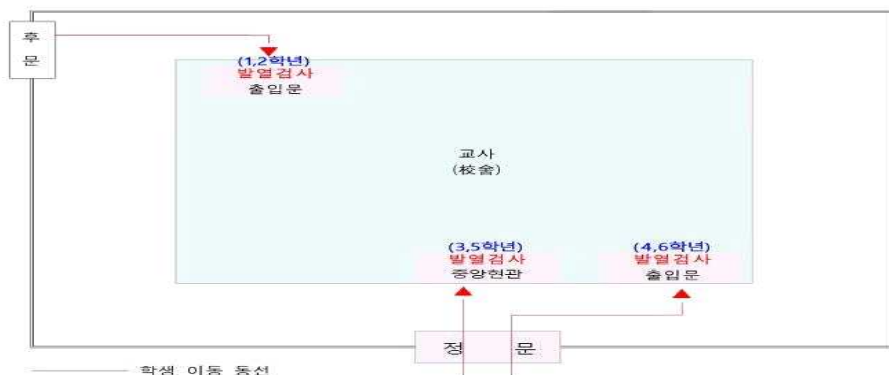 후
문
(1,2학년)
발열검사
출입문
교사
(校舍)
(3,5학년)
발열검사
중앙현관
(4,6학년)
발열검사
출입문
정 문
학생 이동 동선